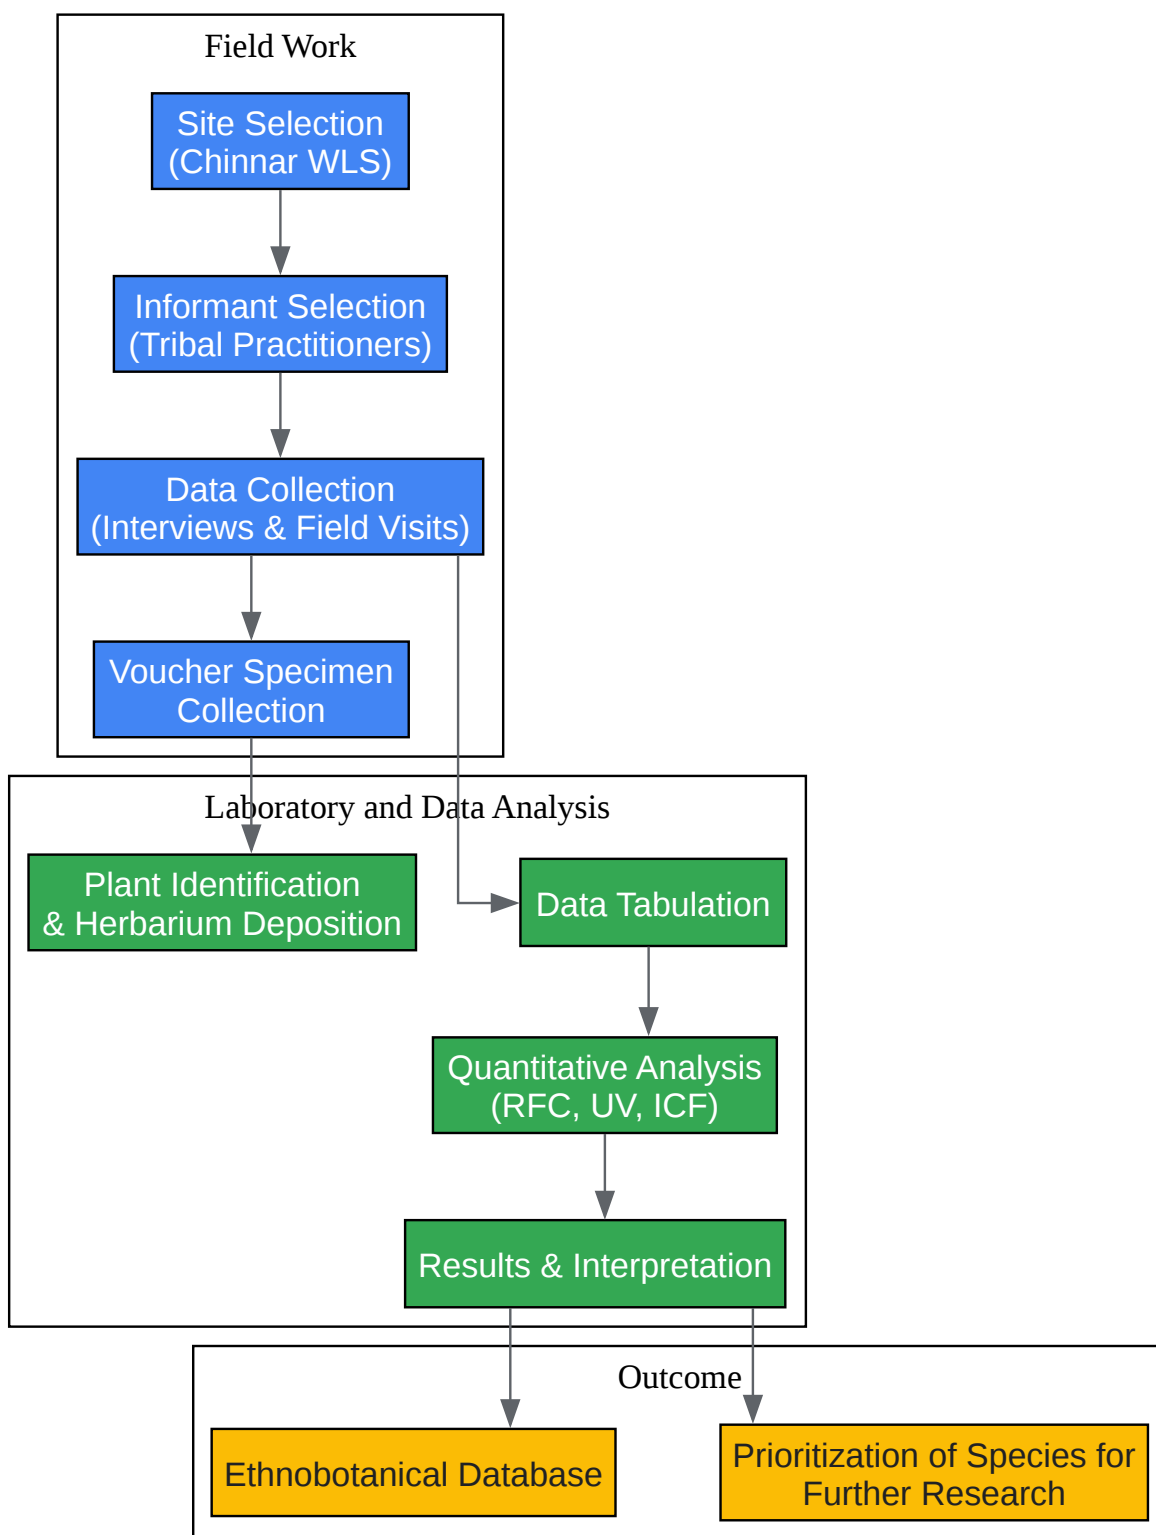 Field Work
Site Selection
(Chinnar WLS)
Informant Selection
(Tribal Practitioners)
Data Collection
(Interviews & Field Visits)
Voucher Specimen
Collection
Laboratory and Data Analysis
Plant Identification
& Herbarium Deposition
Data Tabulation
Quantitative Analysis
(RFC, UV, ICF)
Results & Interpretation
Outcome
Ethnobotanical Database
Prioritization of Species for
Further Research